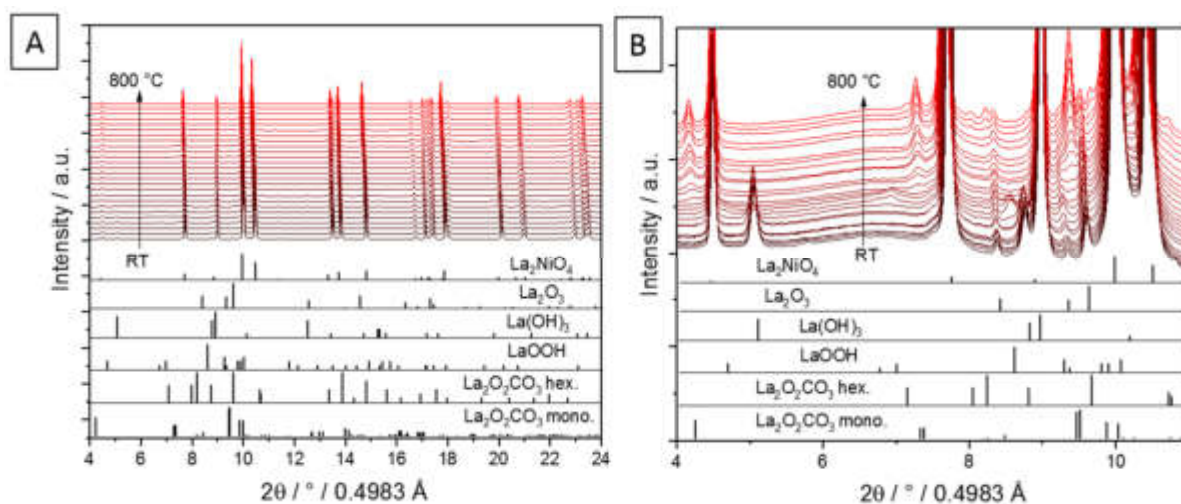 A
Intensity / a.u.
800 °C
RT
La₂NiO₄
La₂O₃
La(OH)₃
LaOOH
La₂O₂CO₃ hex.
La₂O₂CO₃ mono.
4 6 8 10 12 14 16 18 20 22 24
2θ / ° / 0.4983 Å
B
Intensity / a.u.
800 °C
RT
La₂NiO₄
La₂O₃
La(OH)₃
LaOOH
La₂O₂CO₃ hex.
La₂O₂CO₃ mono.
4 6 8 10
2θ / ° / 0.4983 Å